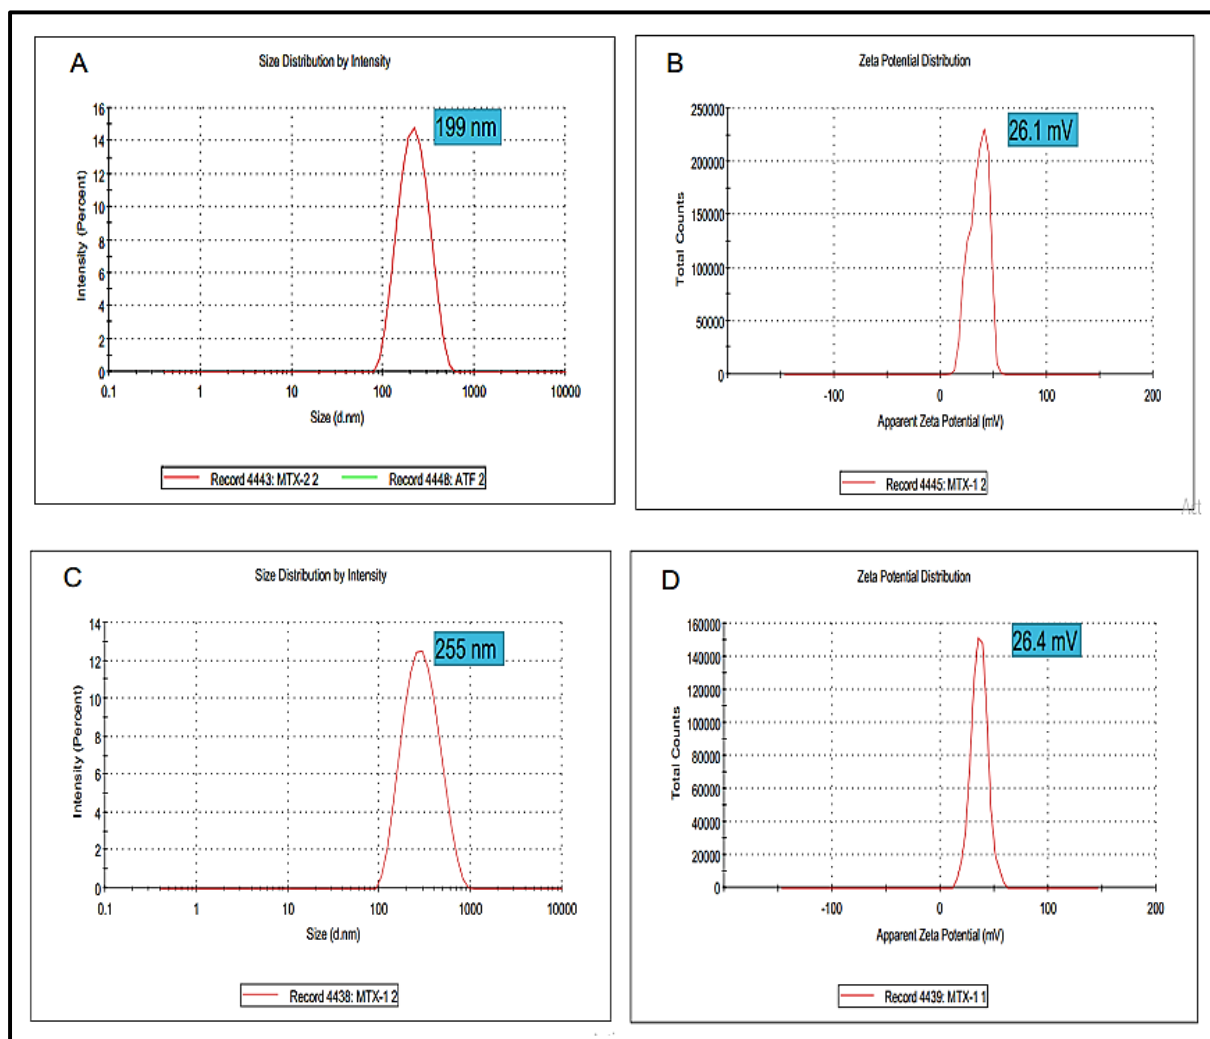 A
Size Distribution by Intensity
199 nm
16
14
12
10
8
6
4
2
0
Intensity (Percent)
0.1 1 10 100 1000 10000
Size (d.nm)
Record 4443: MTX-2 2 Record 4448: ATF 2
B
Zeta Potential Distribution
26.1 mV
250000
200000
150000
100000
50000
0
Total Counts
-100 0 100 200
Apparent Zeta Potential (mV)
Record 4445: MTX-1 2
Act
C
Size Distribution by Intensity
255 nm
14
12
10
8
6
4
2
0
Intensity (Percent)
0.1 1 10 100 1000 10000
Size (d.nm)
Record 4438: MTX-1 2
D
Zeta Potential Distribution
26.4 mV
160000
140000
120000
100000
80000
60000
40000
20000
0
Total Counts
-100 0 100 200
Apparent Zeta Potential (mV)
Record 4439: MTX-1 1